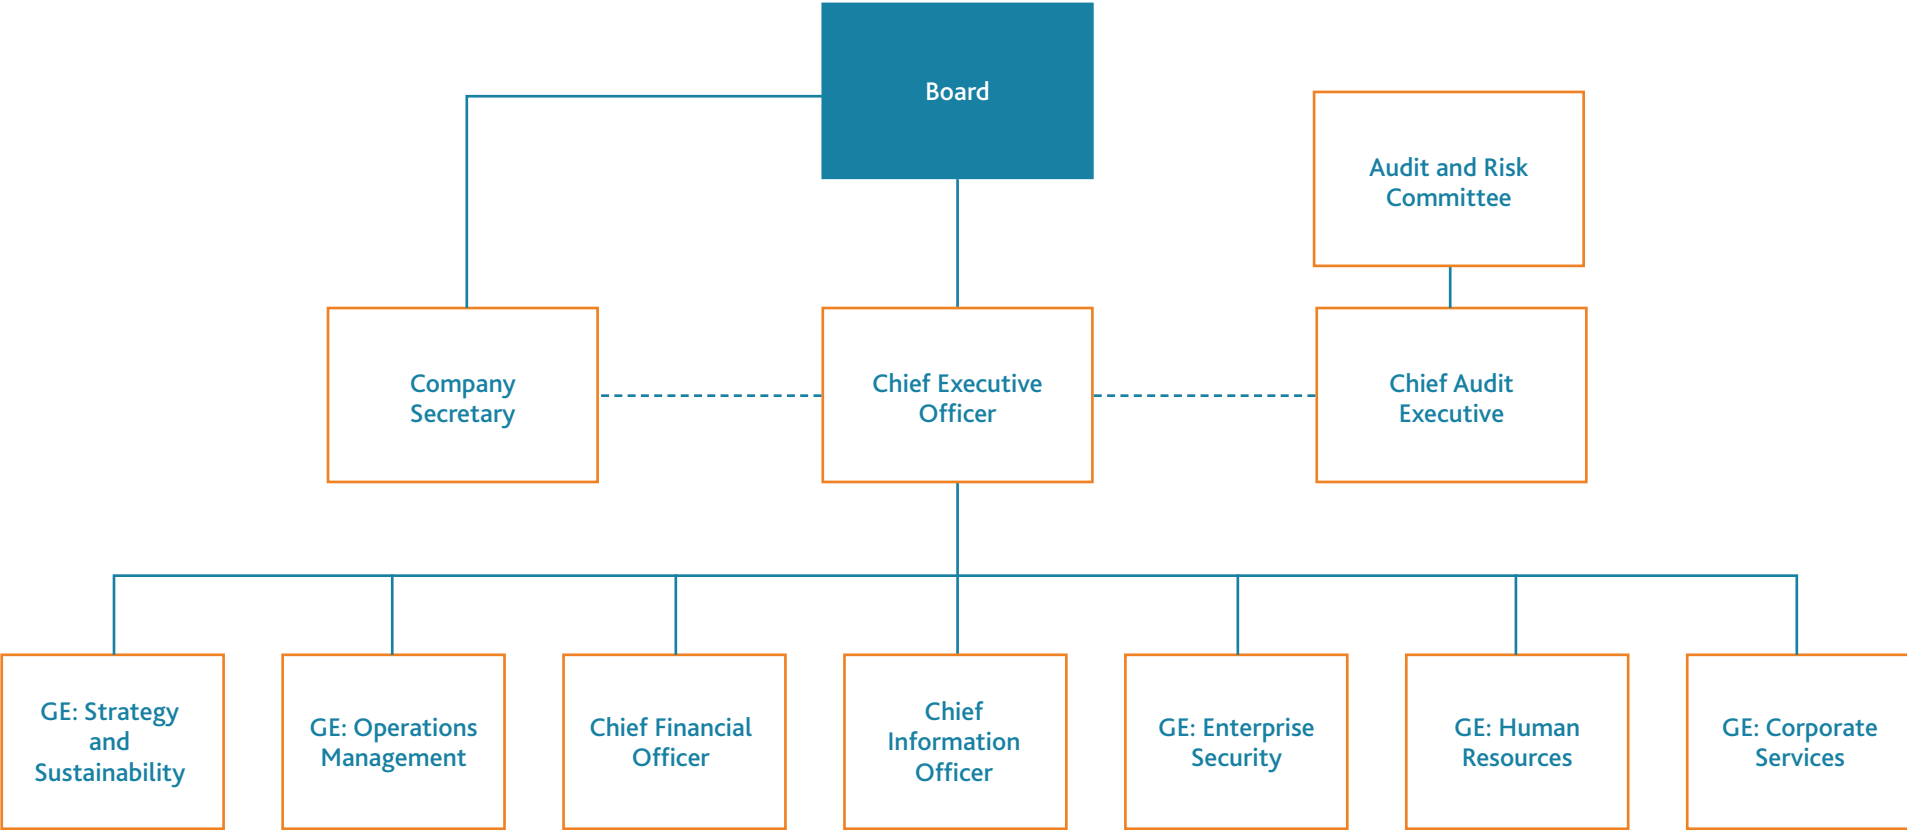 Board
Audit and Risk
Committee
Company
Secretary
Chief Executive
Officer
Chief Audit
Executive
GE: Strategy
and
Sustainability
GE: Operations
Management
Chief Financial
Officer
Chief
Information
Officer
GE: Enterprise
Security
GE: Human
Resources
GE: Corporate
Services